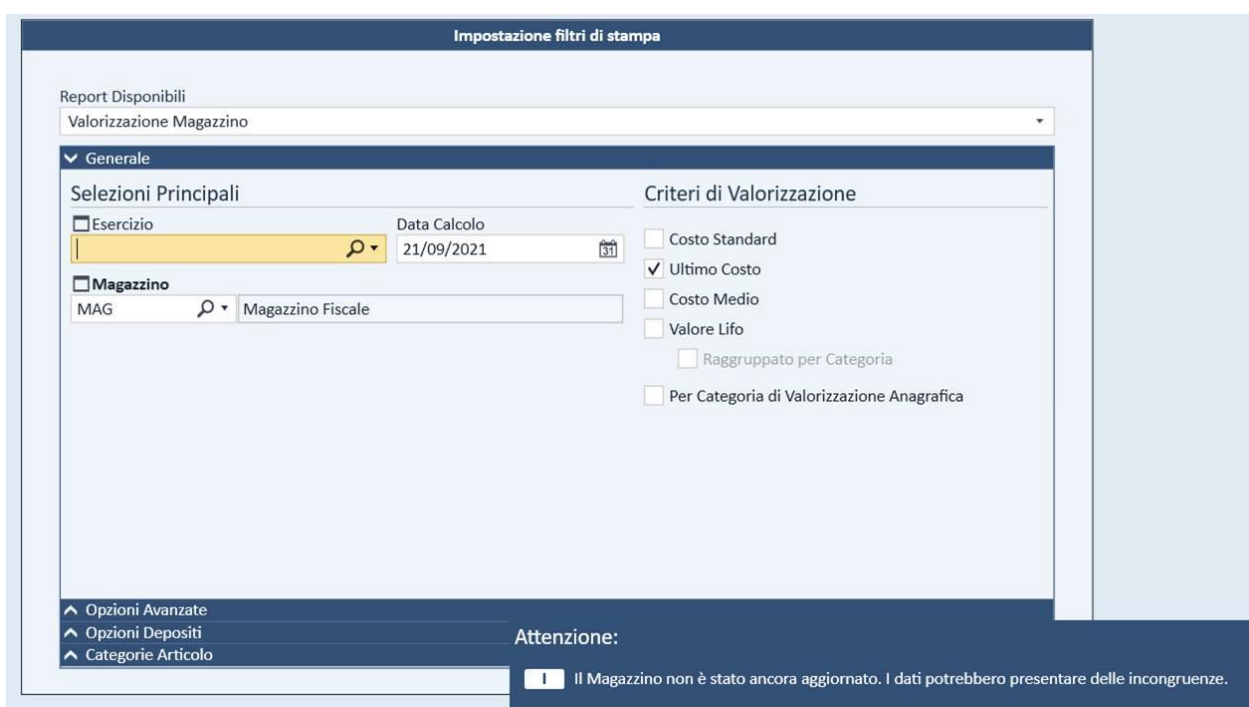 Impostazione filtri di stampa
Report Disponibili
Valorizzazione Magazzino
Generale
Selezioni Principali
Esercizio
Data Calcolo
21/09/2021
31
Magazzino
MAG
Magazzino Fiscale
Criteri di Valorizzazione
Costo Standard
Ultimo Costo
Costo Medio
Valore Lifo
Raggruppato per Categoria
Per Categoria di Valorizzazione Anagrafica
Opzioni Avanzate
Opzioni Depositi
Categorie Articolo
Attenzione:
I Il Magazzino non è stato ancora aggiornato. I dati potrebbero presentare delle incongruenze.